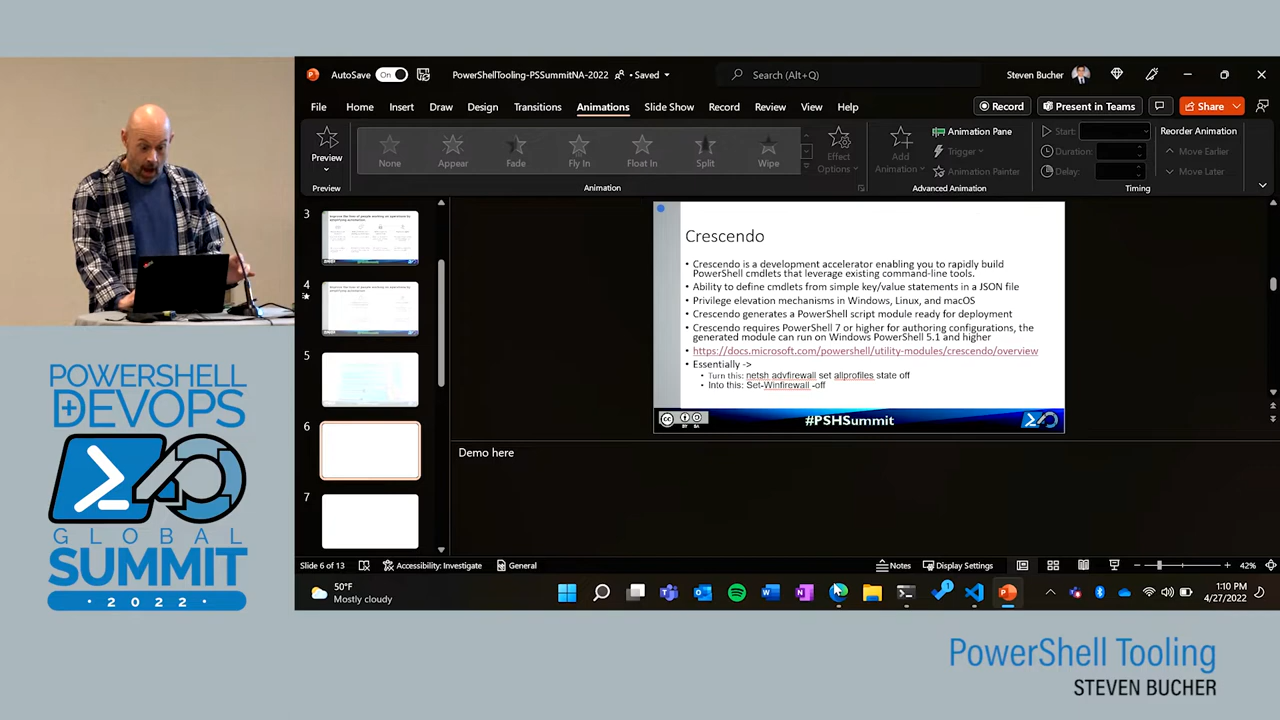 AutoSave On PowerShellTooling-PSSummitNA-2022 • Saved Search (Alt+Q) Steven Bucher
File Home Insert Draw Design Transitions Animations Slide Show Record Review View Help Record Present in Teams Share
Preview
None Appear Fade Fly In Float In Split Wipe
Effect
Options
Add
Animation
Animation Pane
Trigger
Animation Painter
Start:
Duration:
Delay:
Reorder Animation
Move Earlier
Move Later
Preview Animation Advanced Animation Timing
3
4
5
6
7
Crescendo
• Crescendo is a development accelerator enabling you to rapidly build
PowerShell cmdlets that leverage existing command-line tools.
• Ability to define cmdlets in simple key/value statements in a JSON file
• Privilege elevation mechanisms in Windows, Linux, and macOS
• Crescendo generates a PowerShell script module ready for deployment
• Crescendo requires PowerShell 7 or higher for authoring configurations, the
generated module can run on Windows PowerShell 5.1 and higher
• https://docs.microsoft.com/powershell/utility-modules/crescendo/overview
• Essentially ->
• Turn this: netsh advfirewall set allprofiles state off
• Into this: Set-Winfirewall -off
cc
BY SA
#PSHSummit
Demo here
Slide 6 of 13 Accessibility: Investigate General Notes Display Settings 42%
50°F
Mostly cloudy
1:10 PM
4/27/2022
POWERSHELL
DEVOPS
GLOBAL
SUMMIT
· 2022 ·
PowerShell Tooling
STEVEN BUCHER